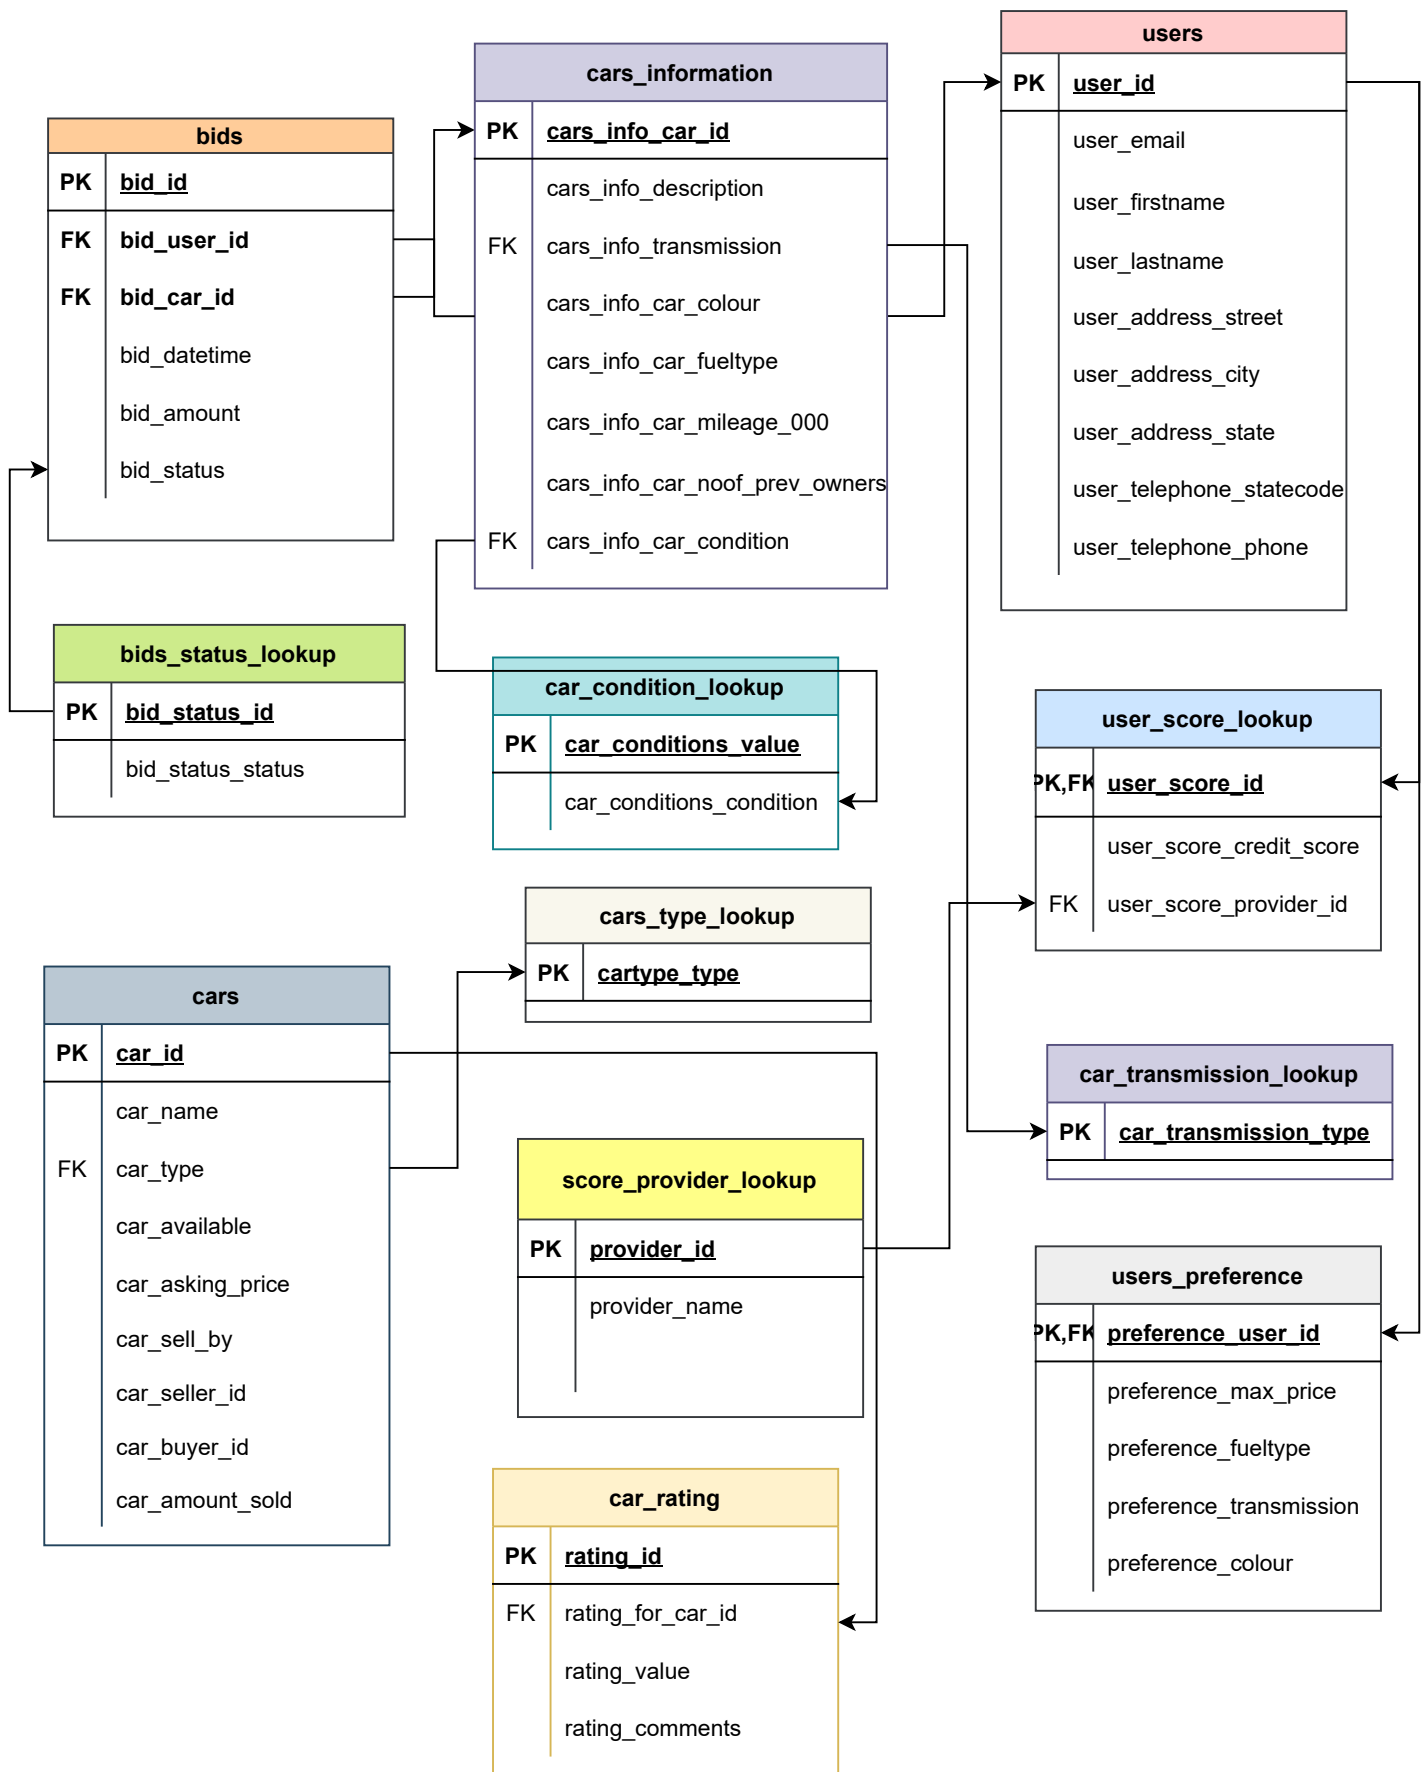 bids
PK bid_id
FK bid_user_id
FK bid_car_id
bid_datetime
bid_amount
bid_status
cars_information
PK cars_info_car_id
cars_info_description
FK cars_info_transmission
cars_info_car_colour
cars_info_car_fueltype
cars_info_car_mileage_000
cars_info_car_noof_prev_owners
FK cars_info_car_condition
users
PK user_id
user_email
user_firstname
user_lastname
user_address_street
user_address_city
user_address_state
user_telephone_statecode
user_telephone_phone
bids_status_lookup
PK bid_status_id
bid_status_status
car_condition_lookup
PK car_conditions_value
car_conditions_condition
user_score_lookup
PK,FK user_score_id
user_score_credit_score
FK user_score_provider_id
cars_type_lookup
PK cartype_type
cars
PK car_id
car_name
FK car_type
car_available
car_asking_price
car_sell_by
car_seller_id
car_buyer_id
car_amount_sold
score_provider_lookup
PK provider_id
provider_name
car_transmission_lookup
PK car_transmission_type
users_preference
PK,FK preference_user_id
preference_max_price
preference_fueltype
preference_transmission
preference_colour
car_rating
PK rating_id
FK rating_for_car_id
rating_value
rating_comments